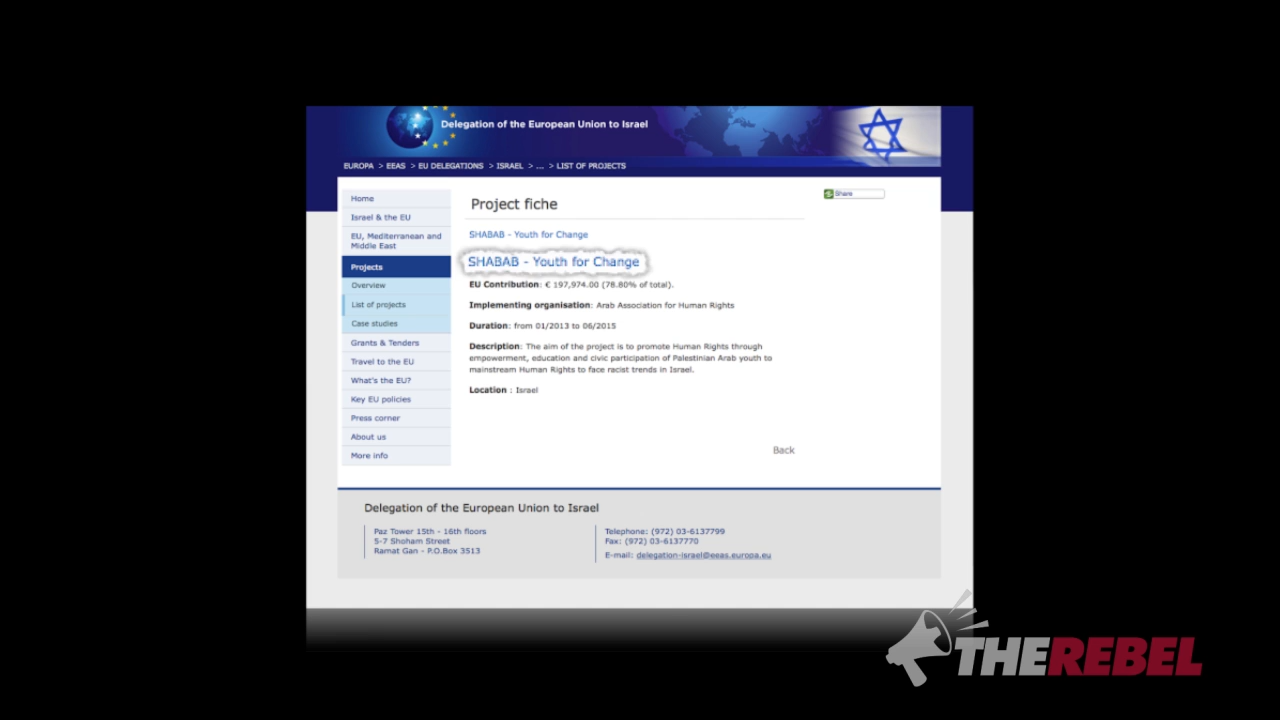 Delegation of the European Union to Israel
EUROPA > EEAS > EU DELEGATIONS > ISRAEL > ... > LIST OF PROJECTS
Home
Israel & the EU
EU, Mediterranean and
Middle East
Projects
Overview
List of projects
Case studies
Grants & Tenders
Travel to the EU
What's the EU?
Key EU policies
Press corner
About us
More info
Project fiche
Share
SHABAB - Youth for Change
SHABAB - Youth for Change
EU Contribution: € 197,974.00 (78.80% of total).
Implementing organisation: Arab Association for Human Rights
Duration: from 01/2013 to 06/2015
Description: The aim of the project is to promote Human Rights through
empowerment, education and civic participation of Palestinian Arab youth to
mainstream Human Rights to face racist trends in Israel.
Location : Israel
Back
Delegation of the European Union to Israel
Paz Tower 15th - 16th floors
5-7 Shoham Street
Ramat Gan - P.O.Box 3513
Telephone: (972) 03-6137799
Fax: (972) 03-6137770
E-mail: delegation-israel@eeas.europa.eu
THEREBEL